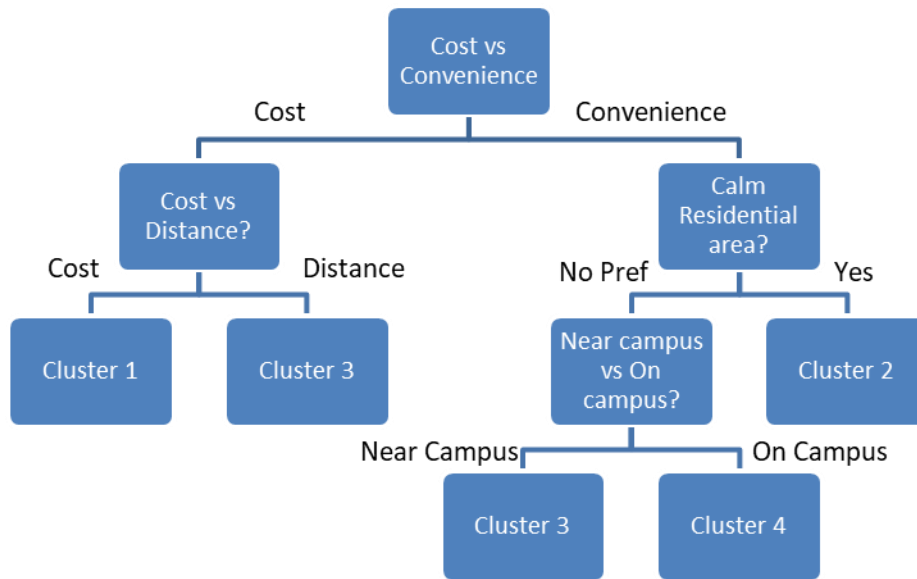 Cost vs
Convenience
Cost
Convenience
Cost vs
Distance?
Calm
Residential
area?
Cost
Distance
No Pref
Yes
Cluster 1
Cluster 3
Near campus
vs On
campus?
Cluster 2
Near Campus
On Campus
Cluster 3
Cluster 4